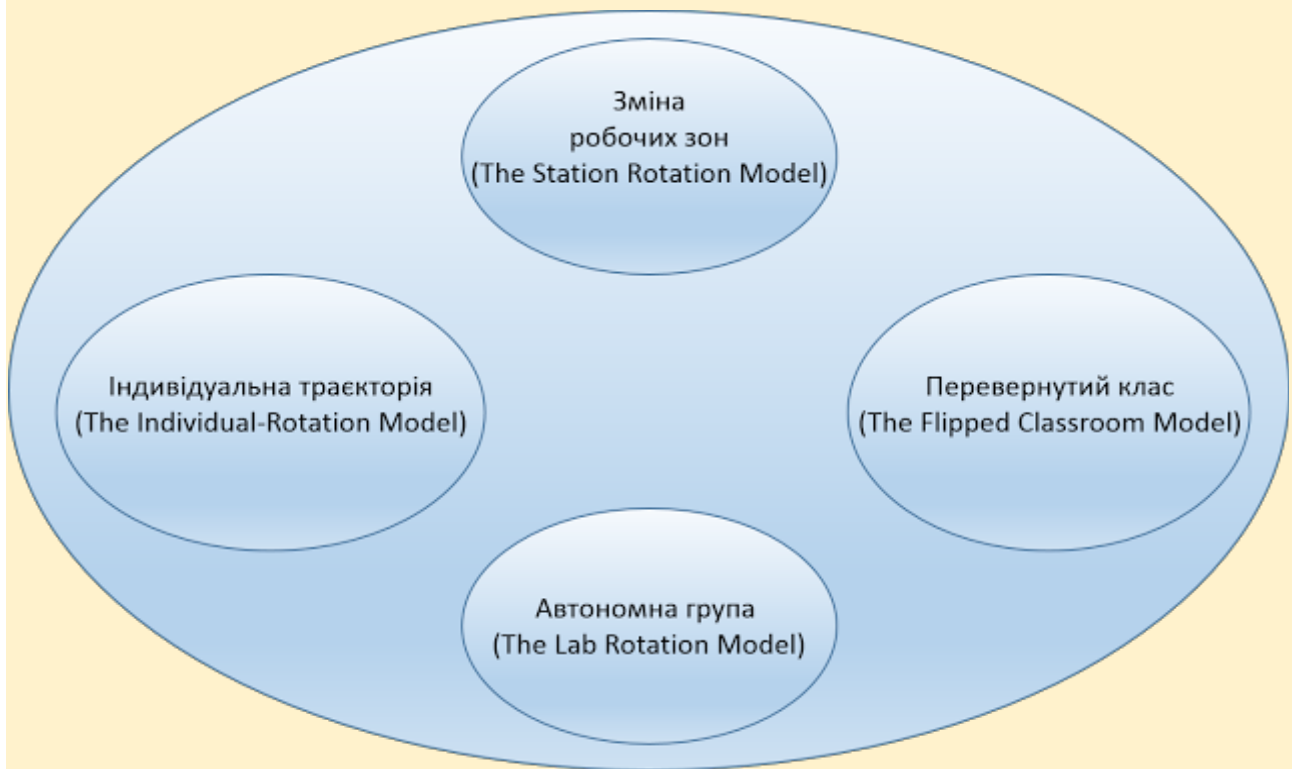 Зміна
робочих зон
(The Station Rotation Model)
Індивідуальна траєкторія
(The Individual-Rotation Model)
Перевернутий клас
(The Flipped Classroom Model)
Автономна група
(The Lab Rotation Model)